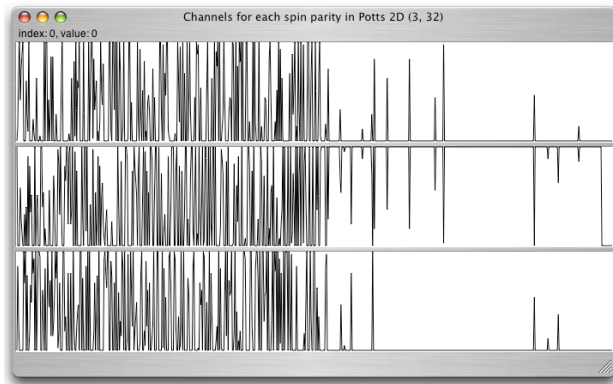 Channels for each spin parity in Potts 2D (3, 32)
index: 0, value: 0